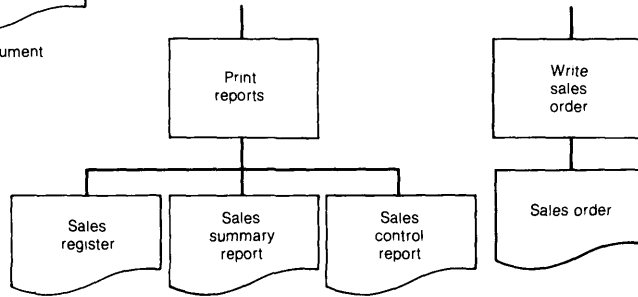 ument
Print
reports
Write
sales
order
Sales
register
Sales
summary
report
Sales
control
report
Sales order